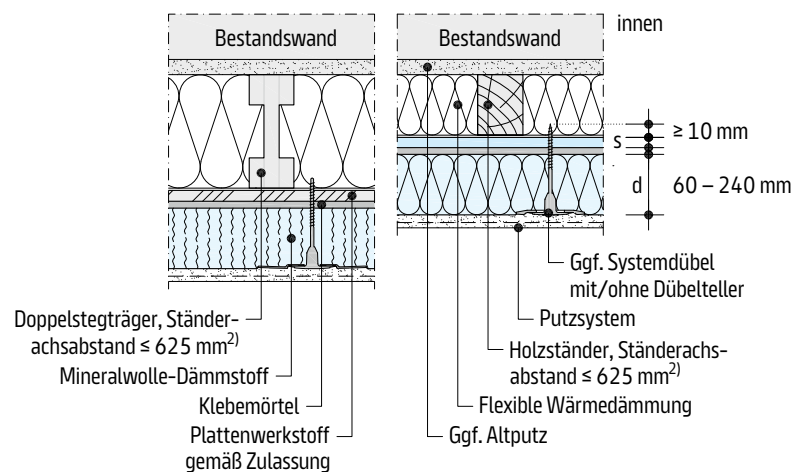 Bestandswand
Bestandswand
innen
≥ 10 mm
s
d
60 – 240 mm
Ggf. Systemdübel
mit/ohne Dübelteller
Putzsystem
Holzständer, Ständerachs-
abstand ≤ 625 mm²⁾
Flexible Wärmedämmung
Ggf. Altputz
Doppelstegträger, Ständer-
achsabstand ≤ 625 mm²⁾
Mineralwolle-Dämmstoff
Klebemörtel
Plattenwerkstoff
gemäß Zulassung